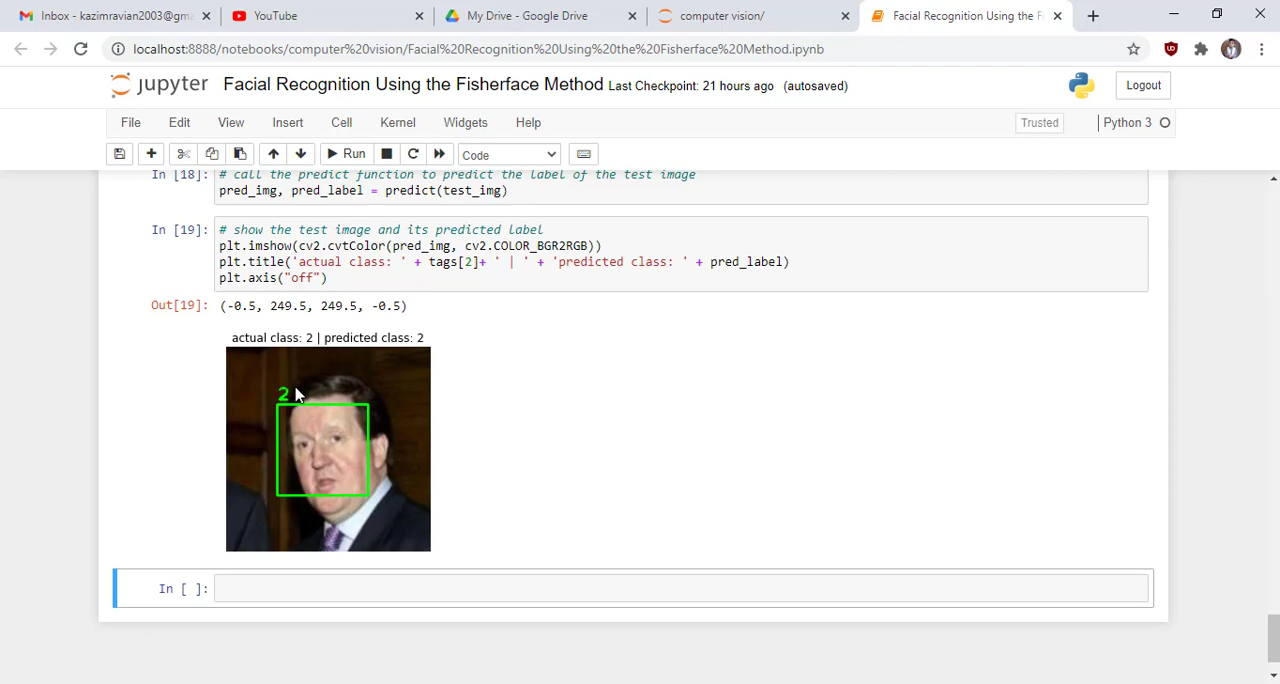 Inbox - kazimravian2003@gma
YouTube
My Drive - Google Drive
computer vision/
Facial Recognition Using the F
localhost:8888/notebooks/computer%20vision/Facial%20Recognition%20Using%20the%20Fisherface%20Method.ipynb
jupyter Facial Recognition Using the Fisherface Method Last Checkpoint: 21 hours ago (autosaved)
Logout
File Edit View Insert Cell Kernel Widgets Help
Trusted Python 3
Run Code
In [18]: # call the predict function to predict the label of the test image
pred_img, pred_label = predict(test_img)
In [19]: # show the test image and its predicted label
plt.imshow(cv2.cvtColor(pred_img, cv2.COLOR_BGR2RGB))
plt.title('actual class: ' + tags[2]+ ' | ' + 'predicted class: ' + pred_label)
plt.axis("off")
Out[19]: (-0.5, 249.5, 249.5, -0.5)
actual class: 2 | predicted class: 2
2
In [ ]: